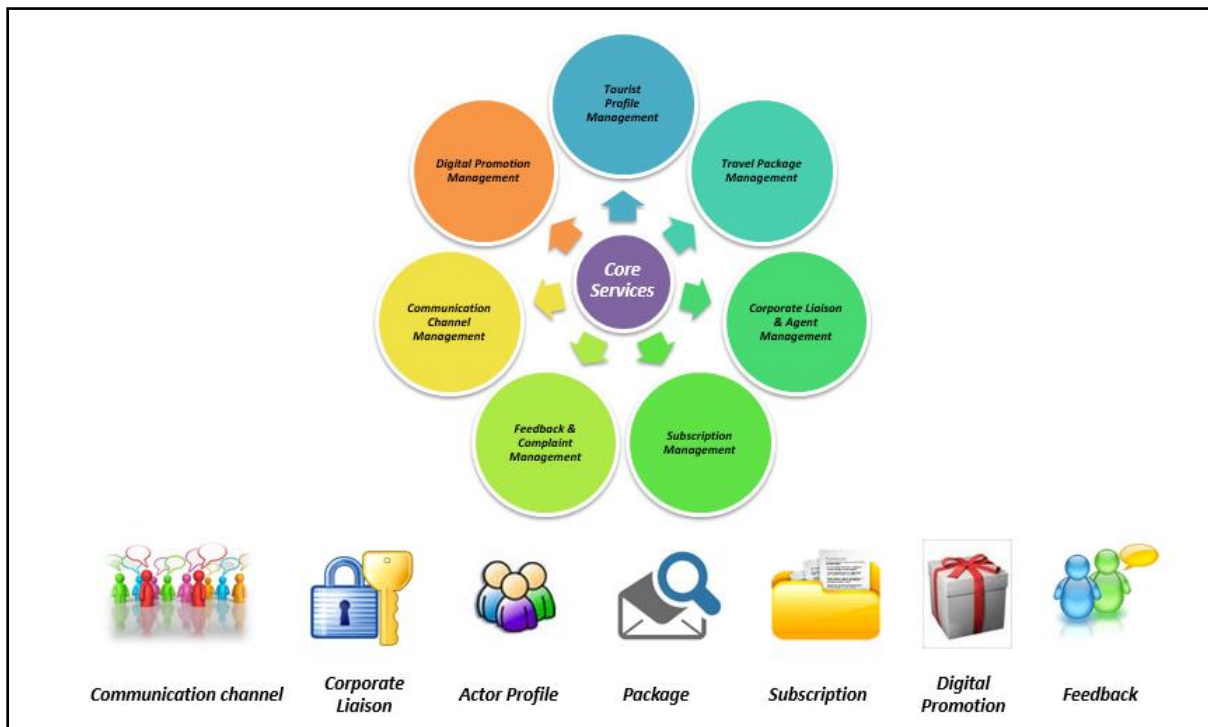 Tourist
Profile
Management
Digital Promotion
Management
Travel Package
Management
Core
Services
Communication
Channel
Management
Corporate Liaison
& Agent
Management
Feedback &
Complaint
Management
Subscription
Management
Communication channel
Corporate
Liaison
Actor Profile
Package
Subscription
Digital
Promotion
Feedback